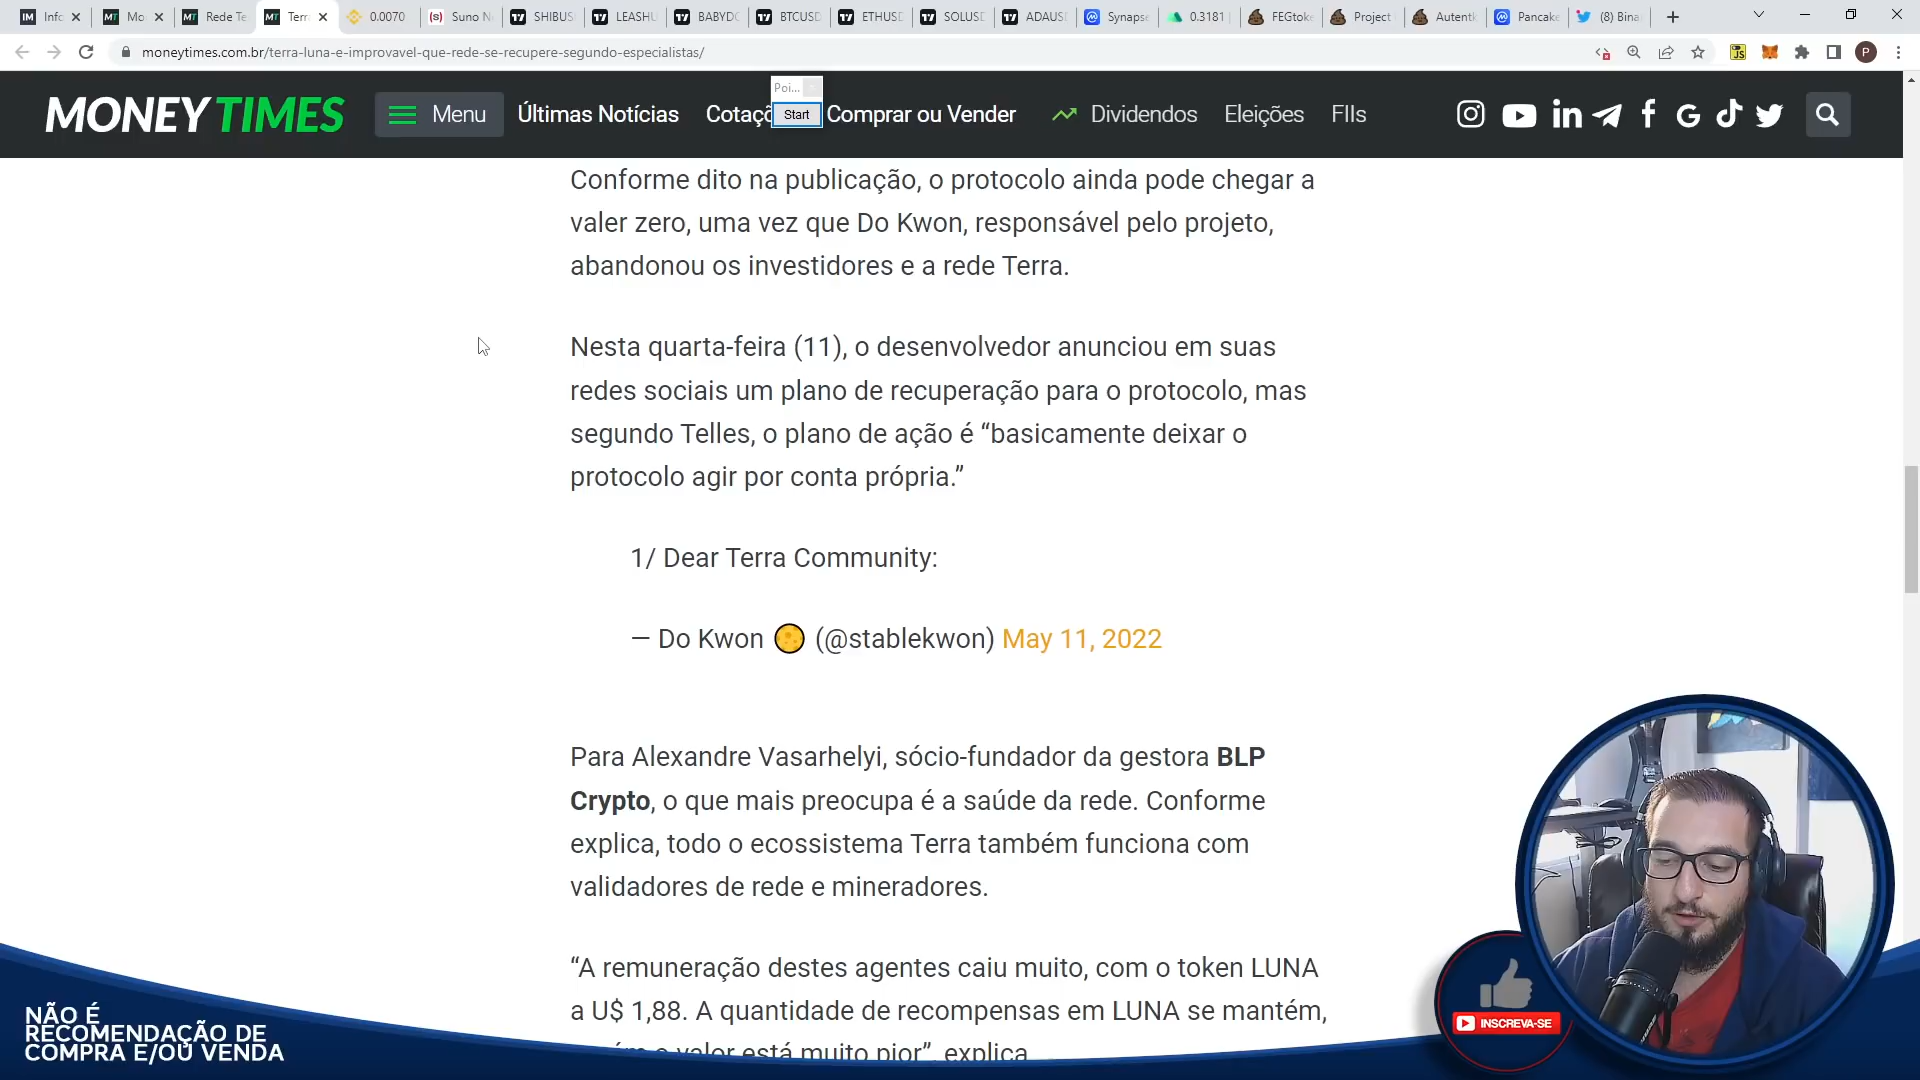 Info
Mo
Rede Te
Terr
0.0070
Suno N
SHIBUS
LEASHU
BABYDO
BTCUSD
ETHUSD
SOLUSD
ADAUSD
Synapse
0.3181
FEGtoke
Project
Autenti
Pancake
(8) Bina
moneytimes.com.br/terra-luna-e-improvavel-que-rede-se-recupere-segundo-especialistas/
MONEY TIMES
Menu
Últimas Notícias
Cotaçõ
Poi...
Start
Comprar ou Vender
Dividendos
Eleições
FIIs
Conforme dito na publicação, o protocolo ainda pode chegar a
valer zero, uma vez que Do Kwon, responsável pelo projeto,
abandonou os investidores e a rede Terra.
Nesta quarta-feira (11), o desenvolvedor anunciou em suas
redes sociais um plano de recuperação para o protocolo, mas
segundo Telles, o plano de ação é “basicamente deixar o
protocolo agir por conta própria.”
1/ Dear Terra Community:
— Do Kwon (@stablekwon) May 11, 2022
Para Alexandre Vasarhelyi, sócio-fundador da gestora BLP
Crypto, o que mais preocupa é a saúde da rede. Conforme
explica, todo o ecossistema Terra também funciona com
validadores de rede e mineradores.
“A remuneração destes agentes caiu muito, com o token LUNA
a U$ 1,88. A quantidade de recompensas em LUNA se mantém,
o valor está muito pior”, explica
NÃO É
RECOMENDAÇÃO DE
COMPRA E/OU VENDA
INSCREVA-SE